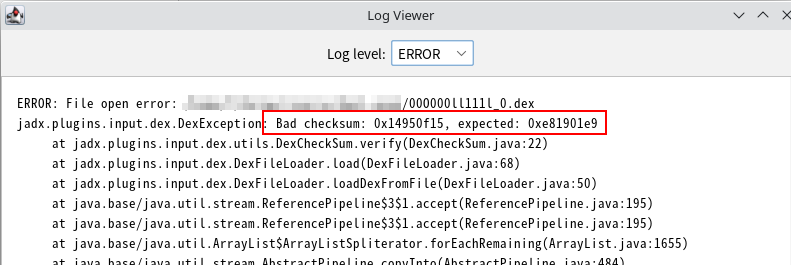 Log Viewer
Log level: ERROR
ERROR: File open error: /000000ll111l_0.dex
jadx.plugins.input.dex.DexException: Bad checksum: 0x14950f15, expected: 0xe81901e9
at jadx.plugins.input.dex.utils.DexCheckSum.verify(DexCheckSum.java:22)
at jadx.plugins.input.dex.DexFileLoader.load(DexFileLoader.java:68)
at jadx.plugins.input.dex.DexFileLoader.loadDexFromFile(DexFileLoader.java:50)
at java.base/java.util.stream.ReferencePipeline$3$1.accept(ReferencePipeline.java:195)
at java.base/java.util.stream.ReferencePipeline$3$1.accept(ReferencePipeline.java:195)
at java.base/java.util.ArrayList$ArrayListSpliterator.forEachRemaining(ArrayList.java:1655)
at java.base/java.util.stream.AbstractPipeline.copyInto(AbstractPipeline.java:484)